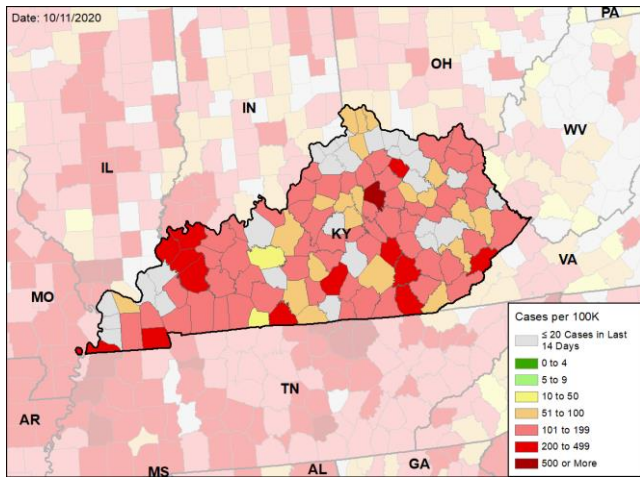 Date: 10/11/2020
PA
OH
IN
WV
IL
KY
VA
MO
Cases per 100K
≤ 20 Cases in Last
14 Days
0 to 4
5 to 9
10 to 50
51 to 100
101 to 199
200 to 499
500 or More
TN
AR
MS
AL
GA